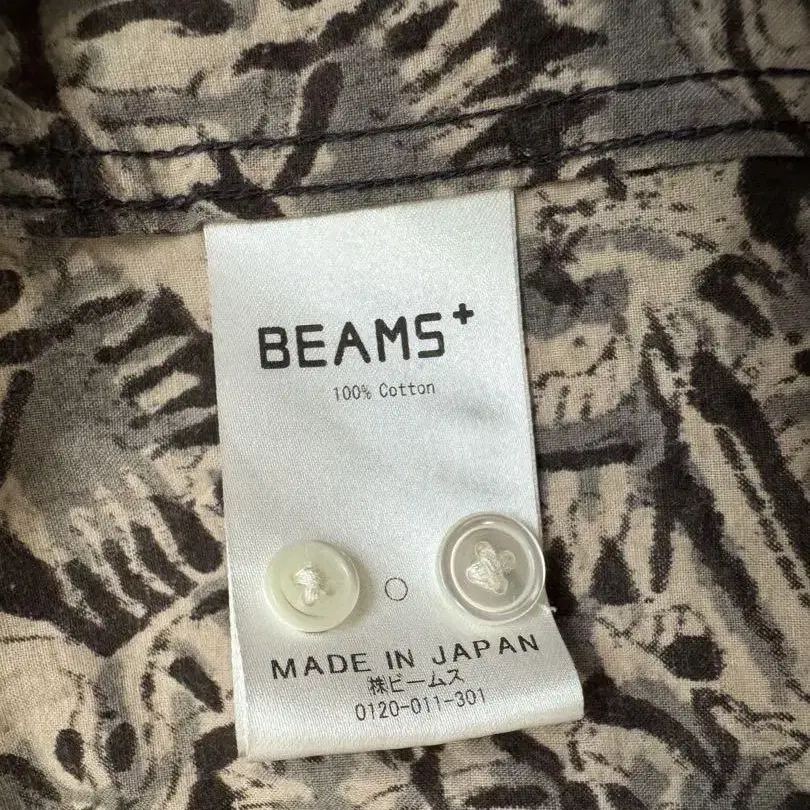 BEAMS+
100% Cotton
MADE IN JAPAN
株ビームス
0120-011-301